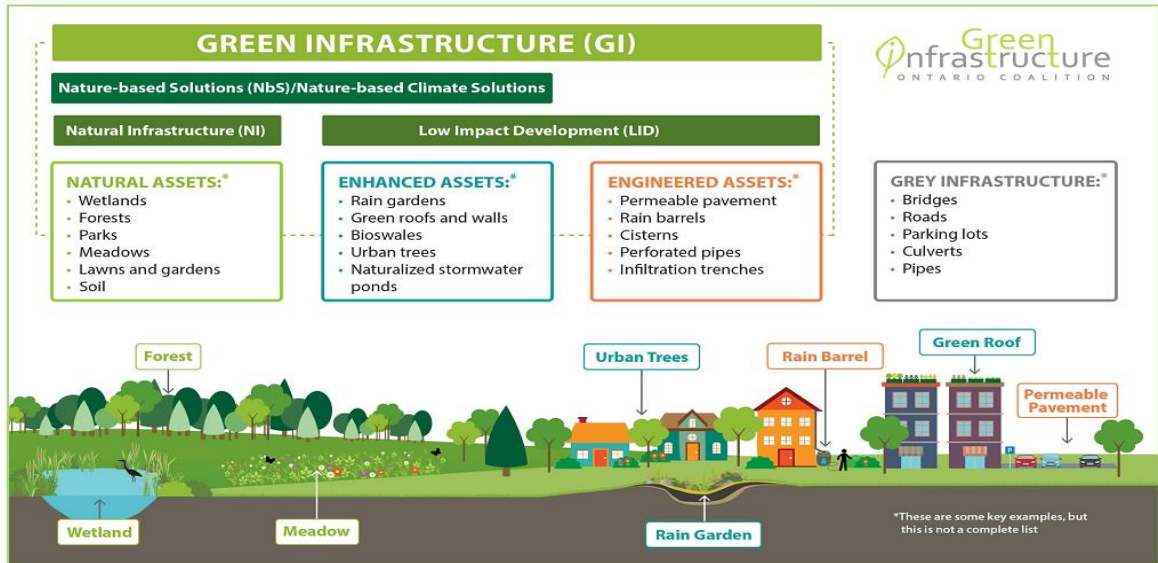 GREEN INFRASTRUCTURE (GI)
Green
infrastructure
ONTARIO COALITION
Nature-based Solutions (NbS)/Nature-based Climate Solutions
Natural Infrastructure (NI)
Low Impact Development (LID)
NATURAL ASSETS:*
• Wetlands
• Forests
• Parks
• Meadows
• Lawns and gardens
• Soil
ENHANCED ASSETS:*
• Rain gardens
• Green roofs and walls
• Bioswales
• Urban trees
• Naturalized stormwater
ponds
ENGINEERED ASSETS:*
• Permeable pavement
• Rain barrels
• Cisterns
• Perforated pipes
• Infiltration trenches
GREY INFRASTRUCTURE:*
• Bridges
• Roads
• Parking lots
• Culverts
• Pipes
Forest
Urban Trees
Rain Barrel
Green Roof
Permeable
Pavement
P
Wetland
Meadow
Rain Garden
*These are some key examples, but
this is not a complete list